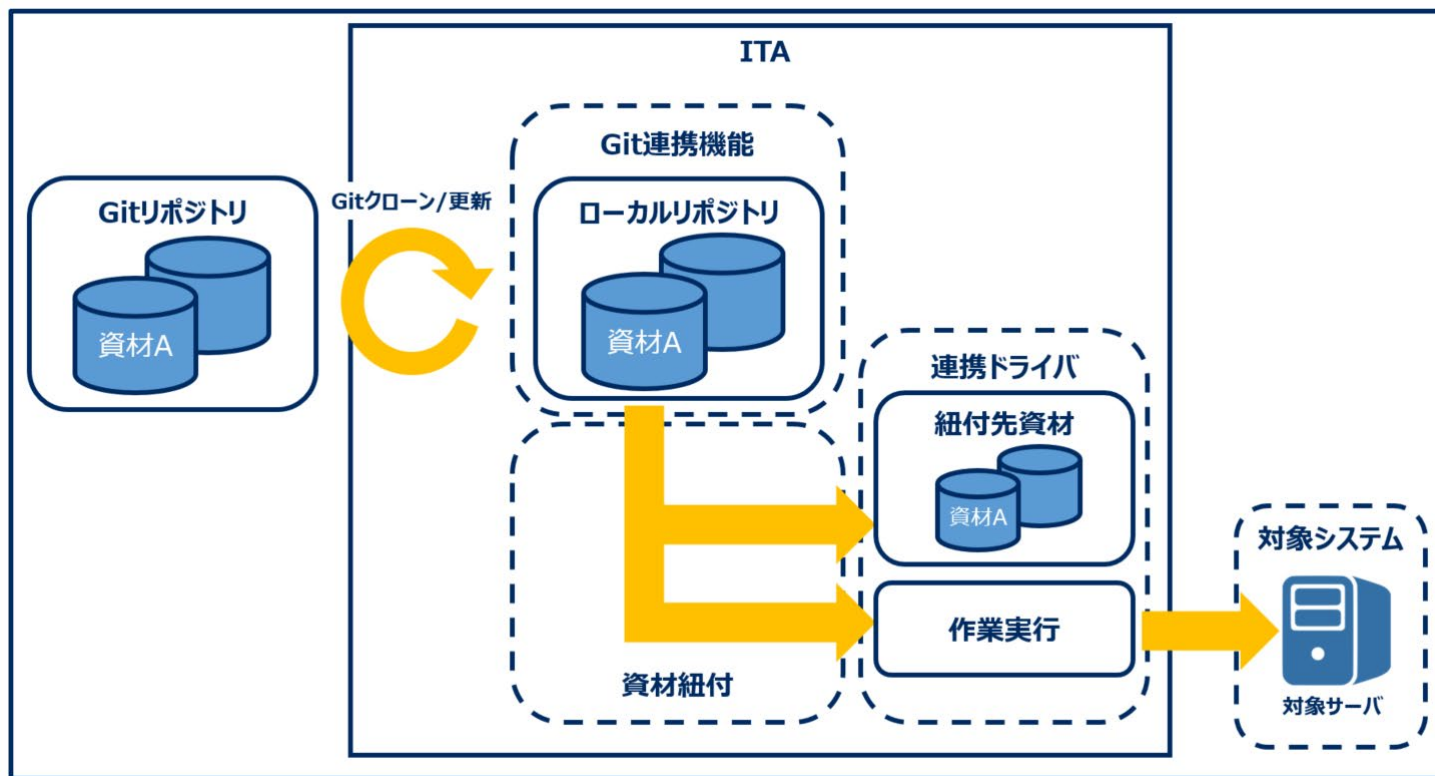 ITA
Git連携機能
Gitリポジトリ
Gitクローン/更新
ローカルリポジトリ
資材A
資材A
連携ドライバ
紐付先資材
資材A
対象システム
作業実行
資材紐付
対象サーバ